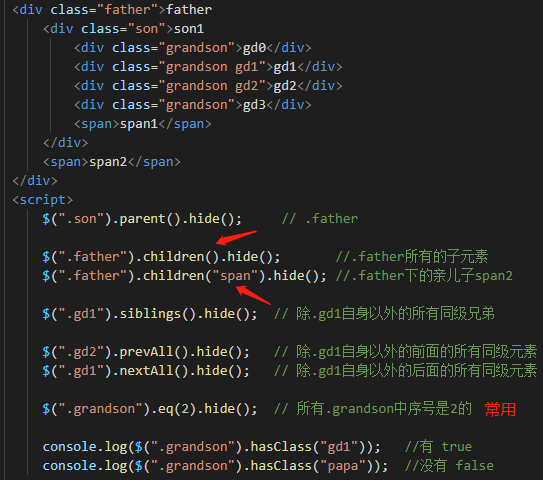 <div class="father">father
<div class="son">son1
<div class="grandson">gd0</div>
<div class="grandson gd1">gd1</div>
<div class="grandson gd2">gd2</div>
<div class="grandson">gd3</div>
<span>span1</span>
</div>
<span>span2</span>
</div>
<script>
$(".son").parent().hide(); // .father
$(".father").children().hide(); //.father所有的子元素
$(".father").children("span").hide(); //.father下的亲儿子span2
$(".gd1").siblings().hide(); // 除.gd1自身以外的所有同级兄弟
$(".gd2").prevAll().hide(); // 除.gd1自身以外的前面的所有同级元素
$(".gd1").nextAll().hide(); // 除.gd1自身以外的后面的所有同级元素
$(".grandson").eq(2).hide(); // 所有.grandson中序号是2的 常用
console.log($(".grandson").hasClass("gd1")); //有 true
console.log($(".grandson").hasClass("papa")); //没有 false